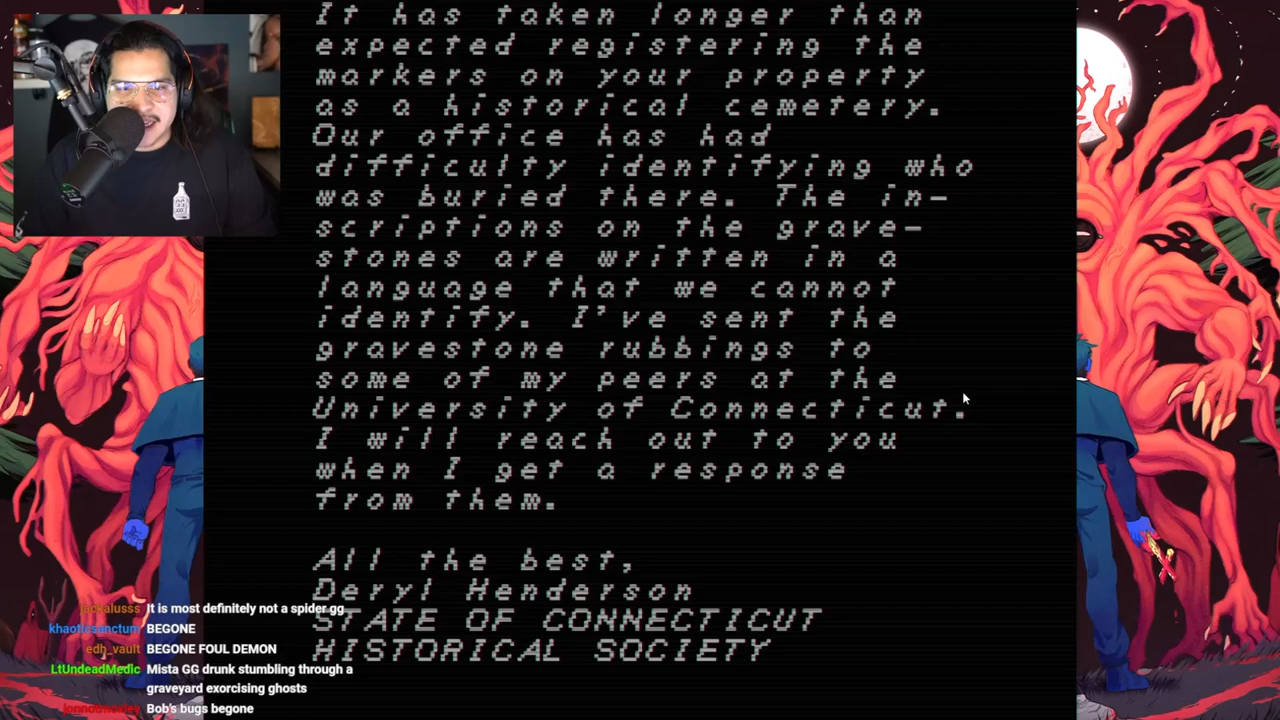 It has taken longer than
expected registering the
markers on your property
as a historical cemetery.
Our office has had
difficulty identifying who
was buried there. The in-
scriptions on the grave-
stones are written in a
language that we cannot
identify. I've sent the
gravestone rubbings to
some of my peers at the
University of Connecticut.
I will reach out to you
when I get a response
from them.
All the best,
Deryl Henderson
STATE OF CONNECTICUT
HISTORICAL SOCIETY
It is most definitely not a spider gg
khaoticsanctum BEGONE
edh_vault BEGONE FOUL DEMON
LtUndeadMedic Mista GG drunk stumbling through a
graveyard exorcising ghosts
Bob's bugs begone